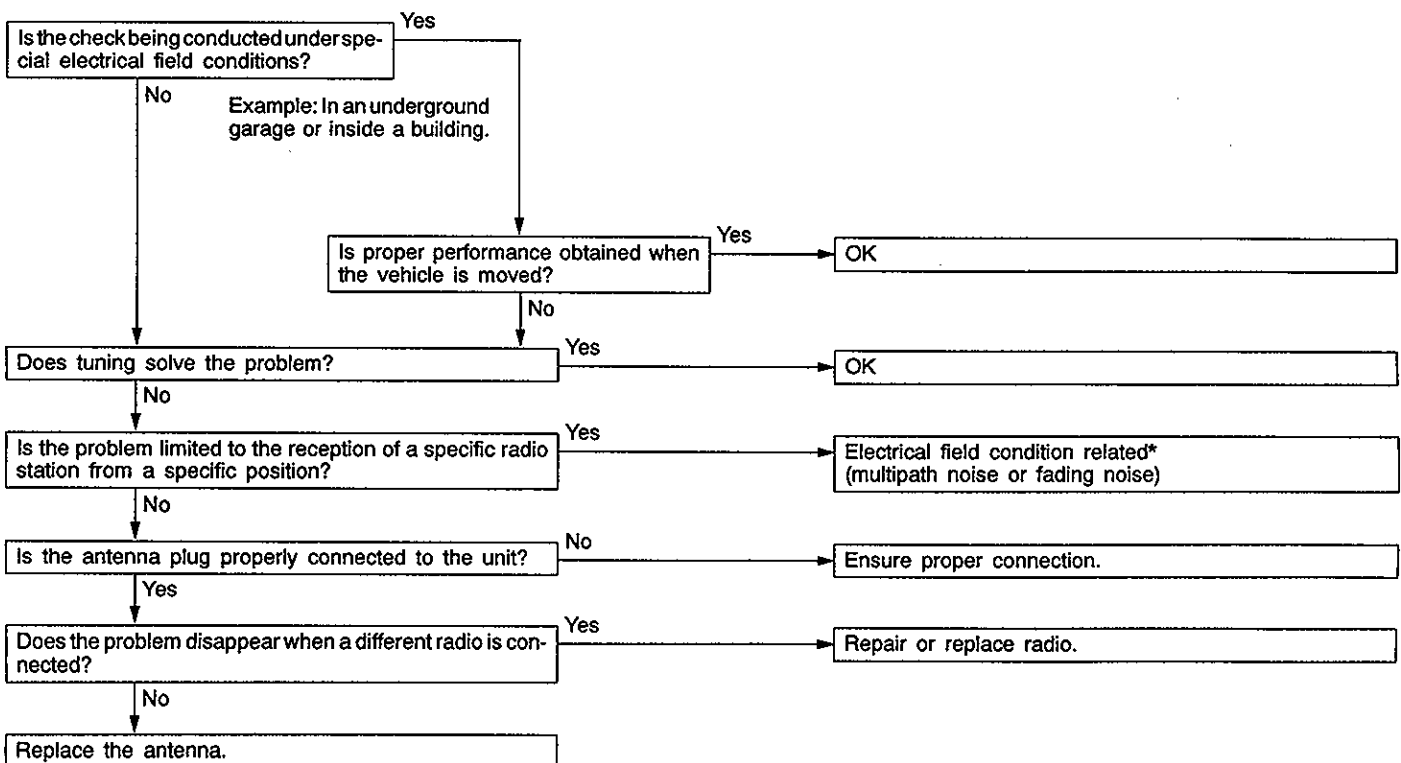 Is the check being conducted under spe-
cial electrical field conditions?
Yes
No
Example: In an underground
garage or inside a building.
Is proper performance obtained when
the vehicle is moved?
Yes
OK
No
Does tuning solve the problem?
Yes
OK
No
Is the problem limited to the reception of a specific radio
station from a specific position?
Yes
Electrical field condition related*
(multipath noise or fading noise)
No
Is the antenna plug properly connected to the unit?
No
Ensure proper connection.
Yes
Does the problem disappear when a different radio is con-
nected?
Yes
Repair or replace radio.
No
Replace the antenna.